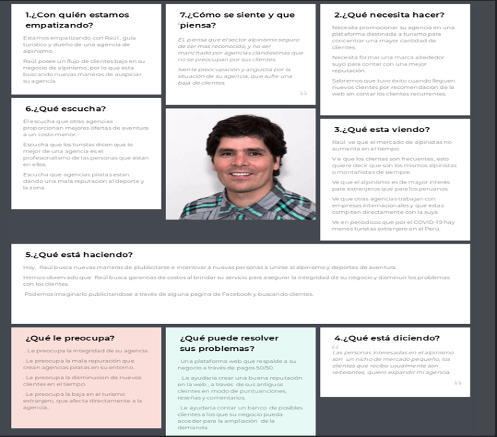 1.¿Con quién estamos
empatizando?
Estamos empatizando con Raúl, guía
turístico y dueño de una agencia de
alpinismo.
Raúl posee un flujo de clientes bajo en su
negocio de alpinismo, por lo que esta
buscando nuevas maneras de auspiciar
su agencia.
7.¿Cómo se siente y que
piensa?
EL piensa que el sector alpinismo seguro
de ser mas reconocida, y no ser
manchado por agencias clandesinas que
no se preocupan por sus clientes.
Siente preocupación y angustia por la
situación de su agencia, que sufre una
baja de clientes.
2.¿Qué necesita hacer?
Necesita promocionar su agencia en una
plataforma destinada a turismo para
concentrar una mayor cantidad de
clientes.
Necesita formar una marca alrededor
suyo para contar con una mejor
reputación.
Sabremos que tuvo éxito cuando lleguen
nuevos clientes por recomendación de la
web sin contar los clientes recurrentes.
6.¿Qué escucha?
Él escucha que otras agencias
proporcionan mejores ofertas de aventura
a un costo menor.
Escucha que los turistas dicen que lo
mejor de una agencia es el
profesionalismo de las personas que estan
en ellos.
Escucha que agencias piratas estan
dando una mala reputación al deporte y
la zona.
3.¿Qué esta viendo?
Raúl ve que el mercado de alpinistas no
aumenta en el tiempo.
Ve que los clientes son frecuentes, esto
quiere decir que son los mismos alpinistas
o montañistas de siempre.
Ve que el alpinismo es de mayor interés
para extranjeros que para los peruanos.
Ve que otras agencias trabajan con
empresas internacionales y que estas
compiten directamente con la suya.
Ve en periodicos que por el COVID-19 hay
menos turistas extranjero en el Perú.
5.¿Qué está haciendo?
Hoy, Raúl busca nuevas maneras de plubilcitarse e incentivar a nuevas personas a unirse al alpinismo y deportes de aventura.
Hemos observado que Raúl busca garantias de costos al brindar su servicio para asegurar la integridad de su negocio y disminuir los problemas
con los clientes.
Podemos imaginarlo publicitandose a través de alguna pagina de Facebook y buscando clientes.
¿Qué le preocupa?
. Le preocupa la integridad de su agencia.
. Le preocupa la mala reputación que
crean agencias piratas en su entorno.
. Le preocupa la disminucion de nuevos
clientes en el tiempo
. Le preocupa la baja en el turismo
extranjero, que afecta directamente a la
agencia.
¿Qué puede resolver
sus problemas?
. Una plataforma web que respalde a su
negocio a través de pagos 50/50.
. Le ayudaría crear una buena reputación
en la web , a través de sus antiguos
clientes en modo de puntuaciones,
reseñas y comentarios.
. Le ayudaría contar un banco de posibles
clientes a los que su negocio pueda
acceder para la ampliación de la
demanda.
4.¿Qué está diciendo?
Las personas interesadas en el alpinismo
son un nicho de mercado pequeño, los
clientes que recibo usualmente son
reiteventes, quiero expandir mi agencia.